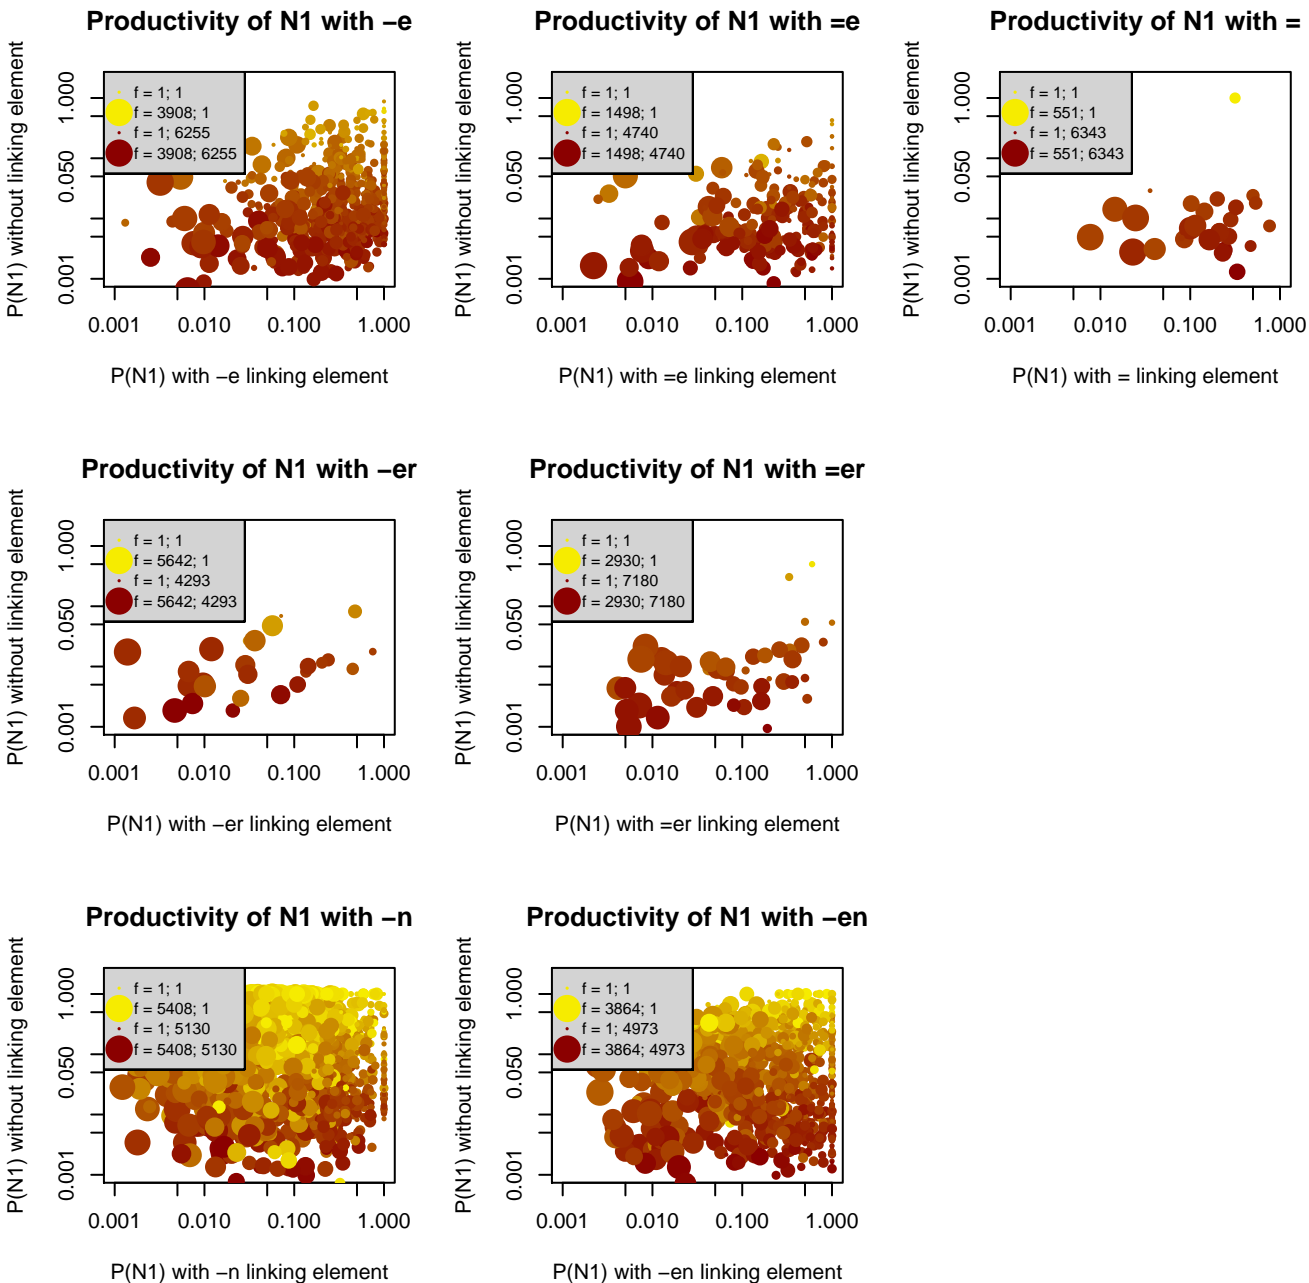 Productivity of N1 with −e
P(N1) without linking element
1.000
0.050
0.001
f = 1; 1
f = 3908; 1
f = 1; 6255
f = 3908; 6255
0.001 0.010 0.100 1.000
P(N1) with −e linking element
Productivity of N1 with =e
P(N1) without linking element
1.000
0.050
0.001
f = 1; 1
f = 1498; 1
f = 1; 4740
f = 1498; 4740
0.001 0.010 0.100 1.000
P(N1) with =e linking element
Productivity of N1 with =
P(N1) without linking element
1.000
0.050
0.001
f = 1; 1
f = 551; 1
f = 1; 6343
f = 551; 6343
0.001 0.010 0.100 1.000
P(N1) with = linking element
Productivity of N1 with −er
P(N1) without linking element
1.000
0.050
0.001
f = 1; 1
f = 5642; 1
f = 1; 4293
f = 5642; 4293
0.001 0.010 0.100 1.000
P(N1) with −er linking element
Productivity of N1 with =er
P(N1) without linking element
1.000
0.050
0.001
f = 1; 1
f = 2930; 1
f = 1; 7180
f = 2930; 7180
0.001 0.010 0.100 1.000
P(N1) with =er linking element
Productivity of N1 with −n
P(N1) without linking element
1.000
0.050
0.001
f = 1; 1
f = 5408; 1
f = 1; 5130
f = 5408; 5130
0.001 0.010 0.100 1.000
P(N1) with −n linking element
Productivity of N1 with −en
P(N1) without linking element
1.000
0.050
0.001
f = 1; 1
f = 3864; 1
f = 1; 4973
f = 3864; 4973
0.001 0.010 0.100 1.000
P(N1) with −en linking element